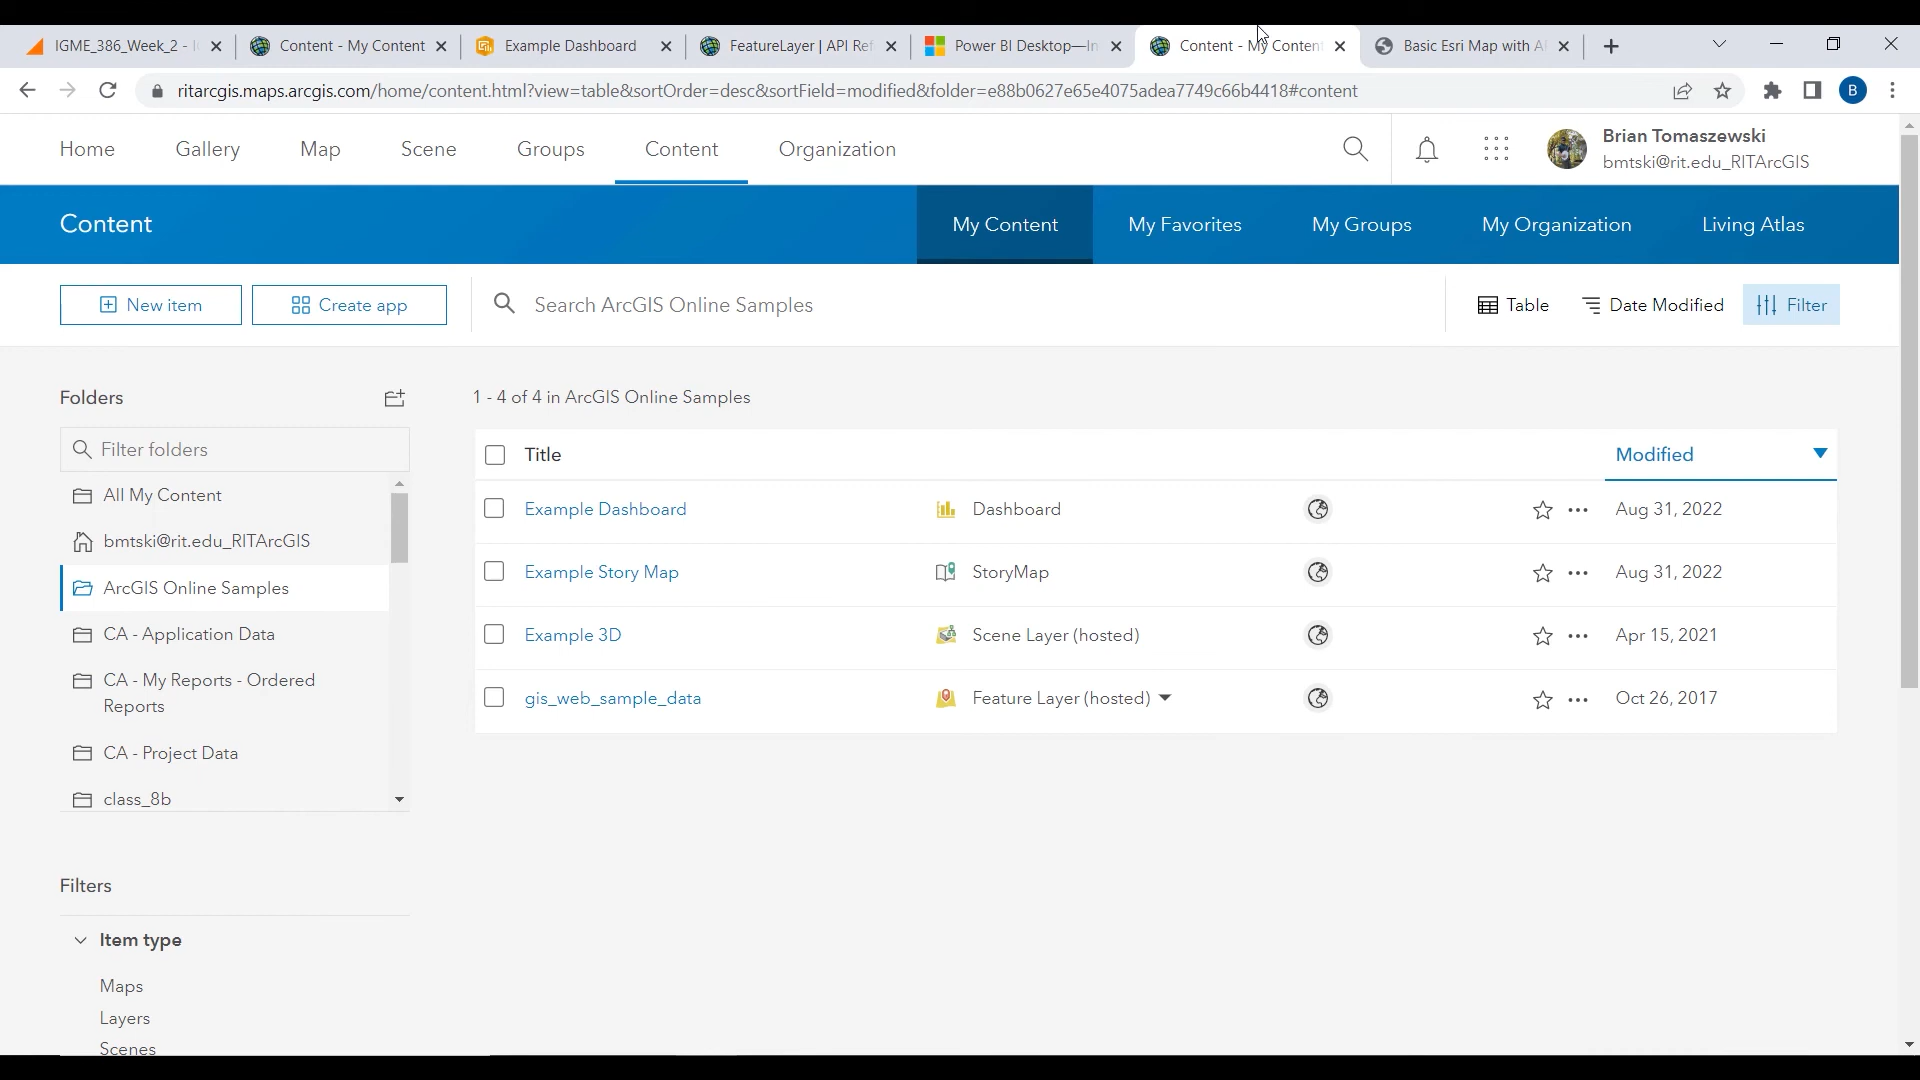 IGME_386_Week_2 - I
Content - My Content
Example Dashboard
FeatureLayer | API Ref
Power BI Desktop—In
Content - My Content
Basic Esri Map with A
ritarcgis.maps.arcgis.com/home/content.html?view=table&sortOrder=desc&sortField=modified&folder=e88b0627e65e4075adea7749c66b4418#content
B
Home Gallery Map Scene Groups Content Organization
Brian Tomaszewski
bmtski@rit.edu_RITArcGIS
Content
My Content My Favorites My Groups My Organization Living Atlas
New item Create app Search ArcGIS Online Samples Table Date Modified Filter
Folders
Filter folders
All My Content
bmtski@rit.edu_RITArcGIS
ArcGIS Online Samples
CA - Application Data
CA - My Reports - Ordered
Reports
CA - Project Data
class_8b
Filters
Item type
Maps
Layers
Scenes
1 - 4 of 4 in ArcGIS Online Samples
Title Modified
Example Dashboard Dashboard Aug 31, 2022
Example Story Map StoryMap Aug 31, 2022
Example 3D Scene Layer (hosted) Apr 15, 2021
gis_web_sample_data Feature Layer (hosted) Oct 26, 2017